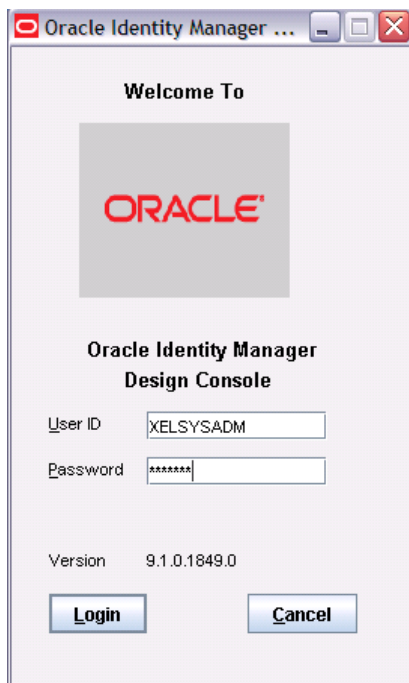 Oracle Identity Manager ...
Welcome To
ORACLE®
Oracle Identity Manager
Design Console
User ID XELSYSADM
Password *******
Version 9.1.0.1849.0
Login Cancel